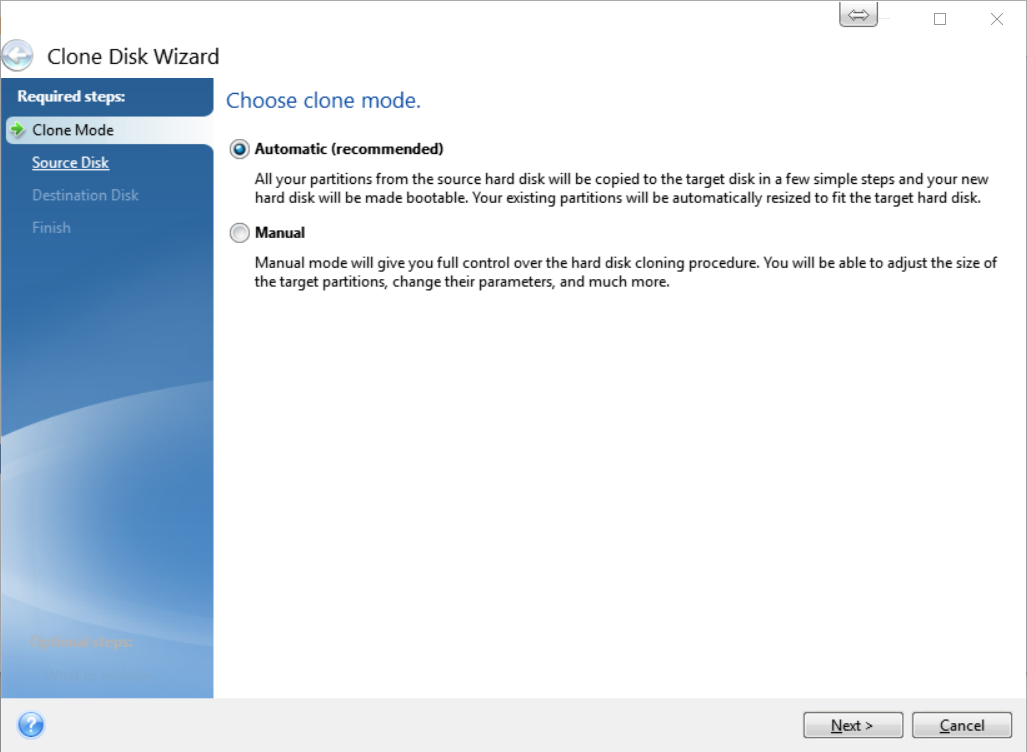 Clone Disk Wizard
Required steps:
Clone Mode
Source Disk
Destination Disk
Finish
Optional steps:
Choose clone mode.
Automatic (recommended)
All your partitions from the source hard disk will be copied to the target disk in a few simple steps and your new
hard disk will be made bootable. Your existing partitions will be automatically resized to fit the target hard disk.
Manual
Manual mode will give you full control over the hard disk cloning procedure. You will be able to adjust the size of
the target partitions, change their parameters, and much more.
?
Next >
Cancel